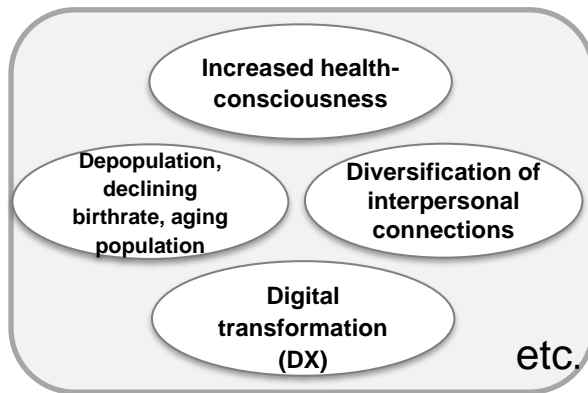 Increased health-
consciousness
Depopulation,
declining
birthrate, aging
population
Diversification of
interpersonal
connections
Digital
transformation
(DX)
etc.